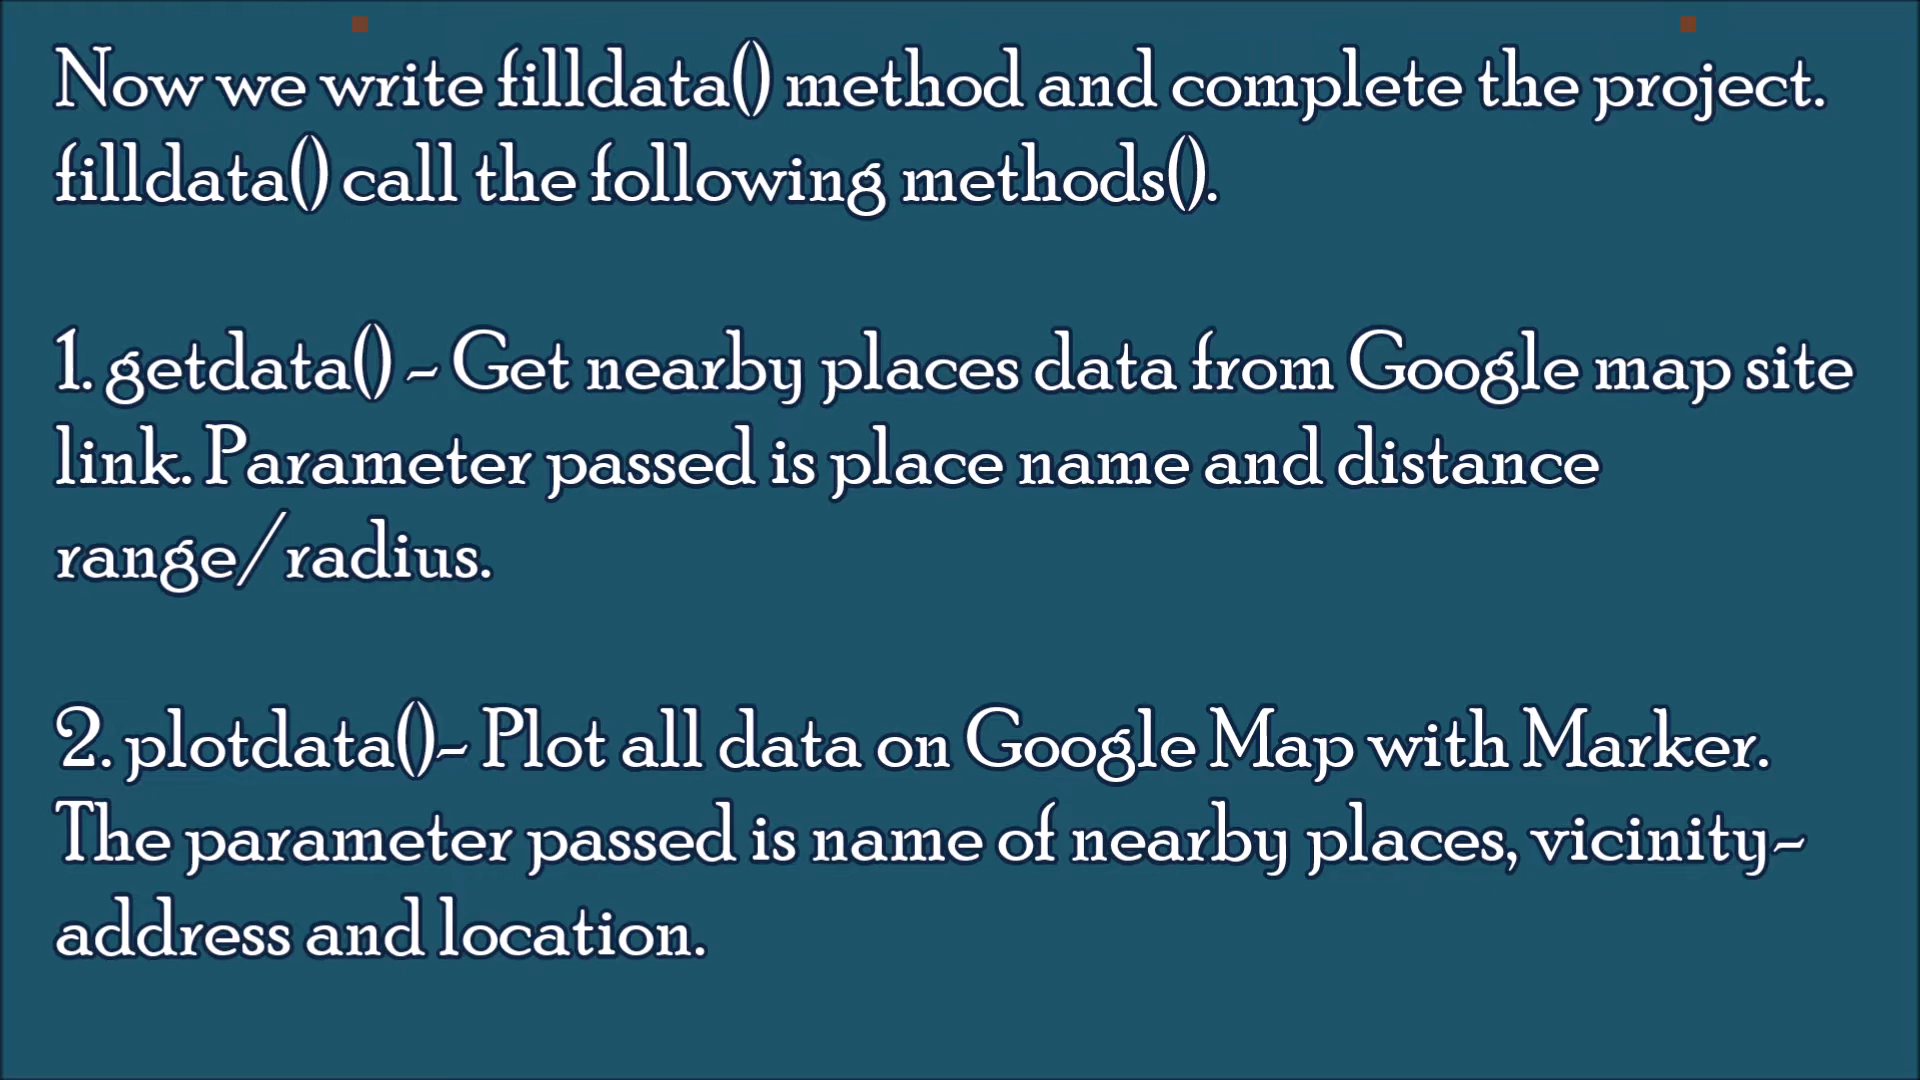 Now we write filldata() method and complete the project.
filldata() call the following methods().
1. getdata() - Get nearby places data from Google map site
link. Parameter passed is place name and distance
range/radius.
2. plotdata()- Plot all data on Google Map with Marker.
The parameter passed is name of nearby places, vicinity-
address and location.